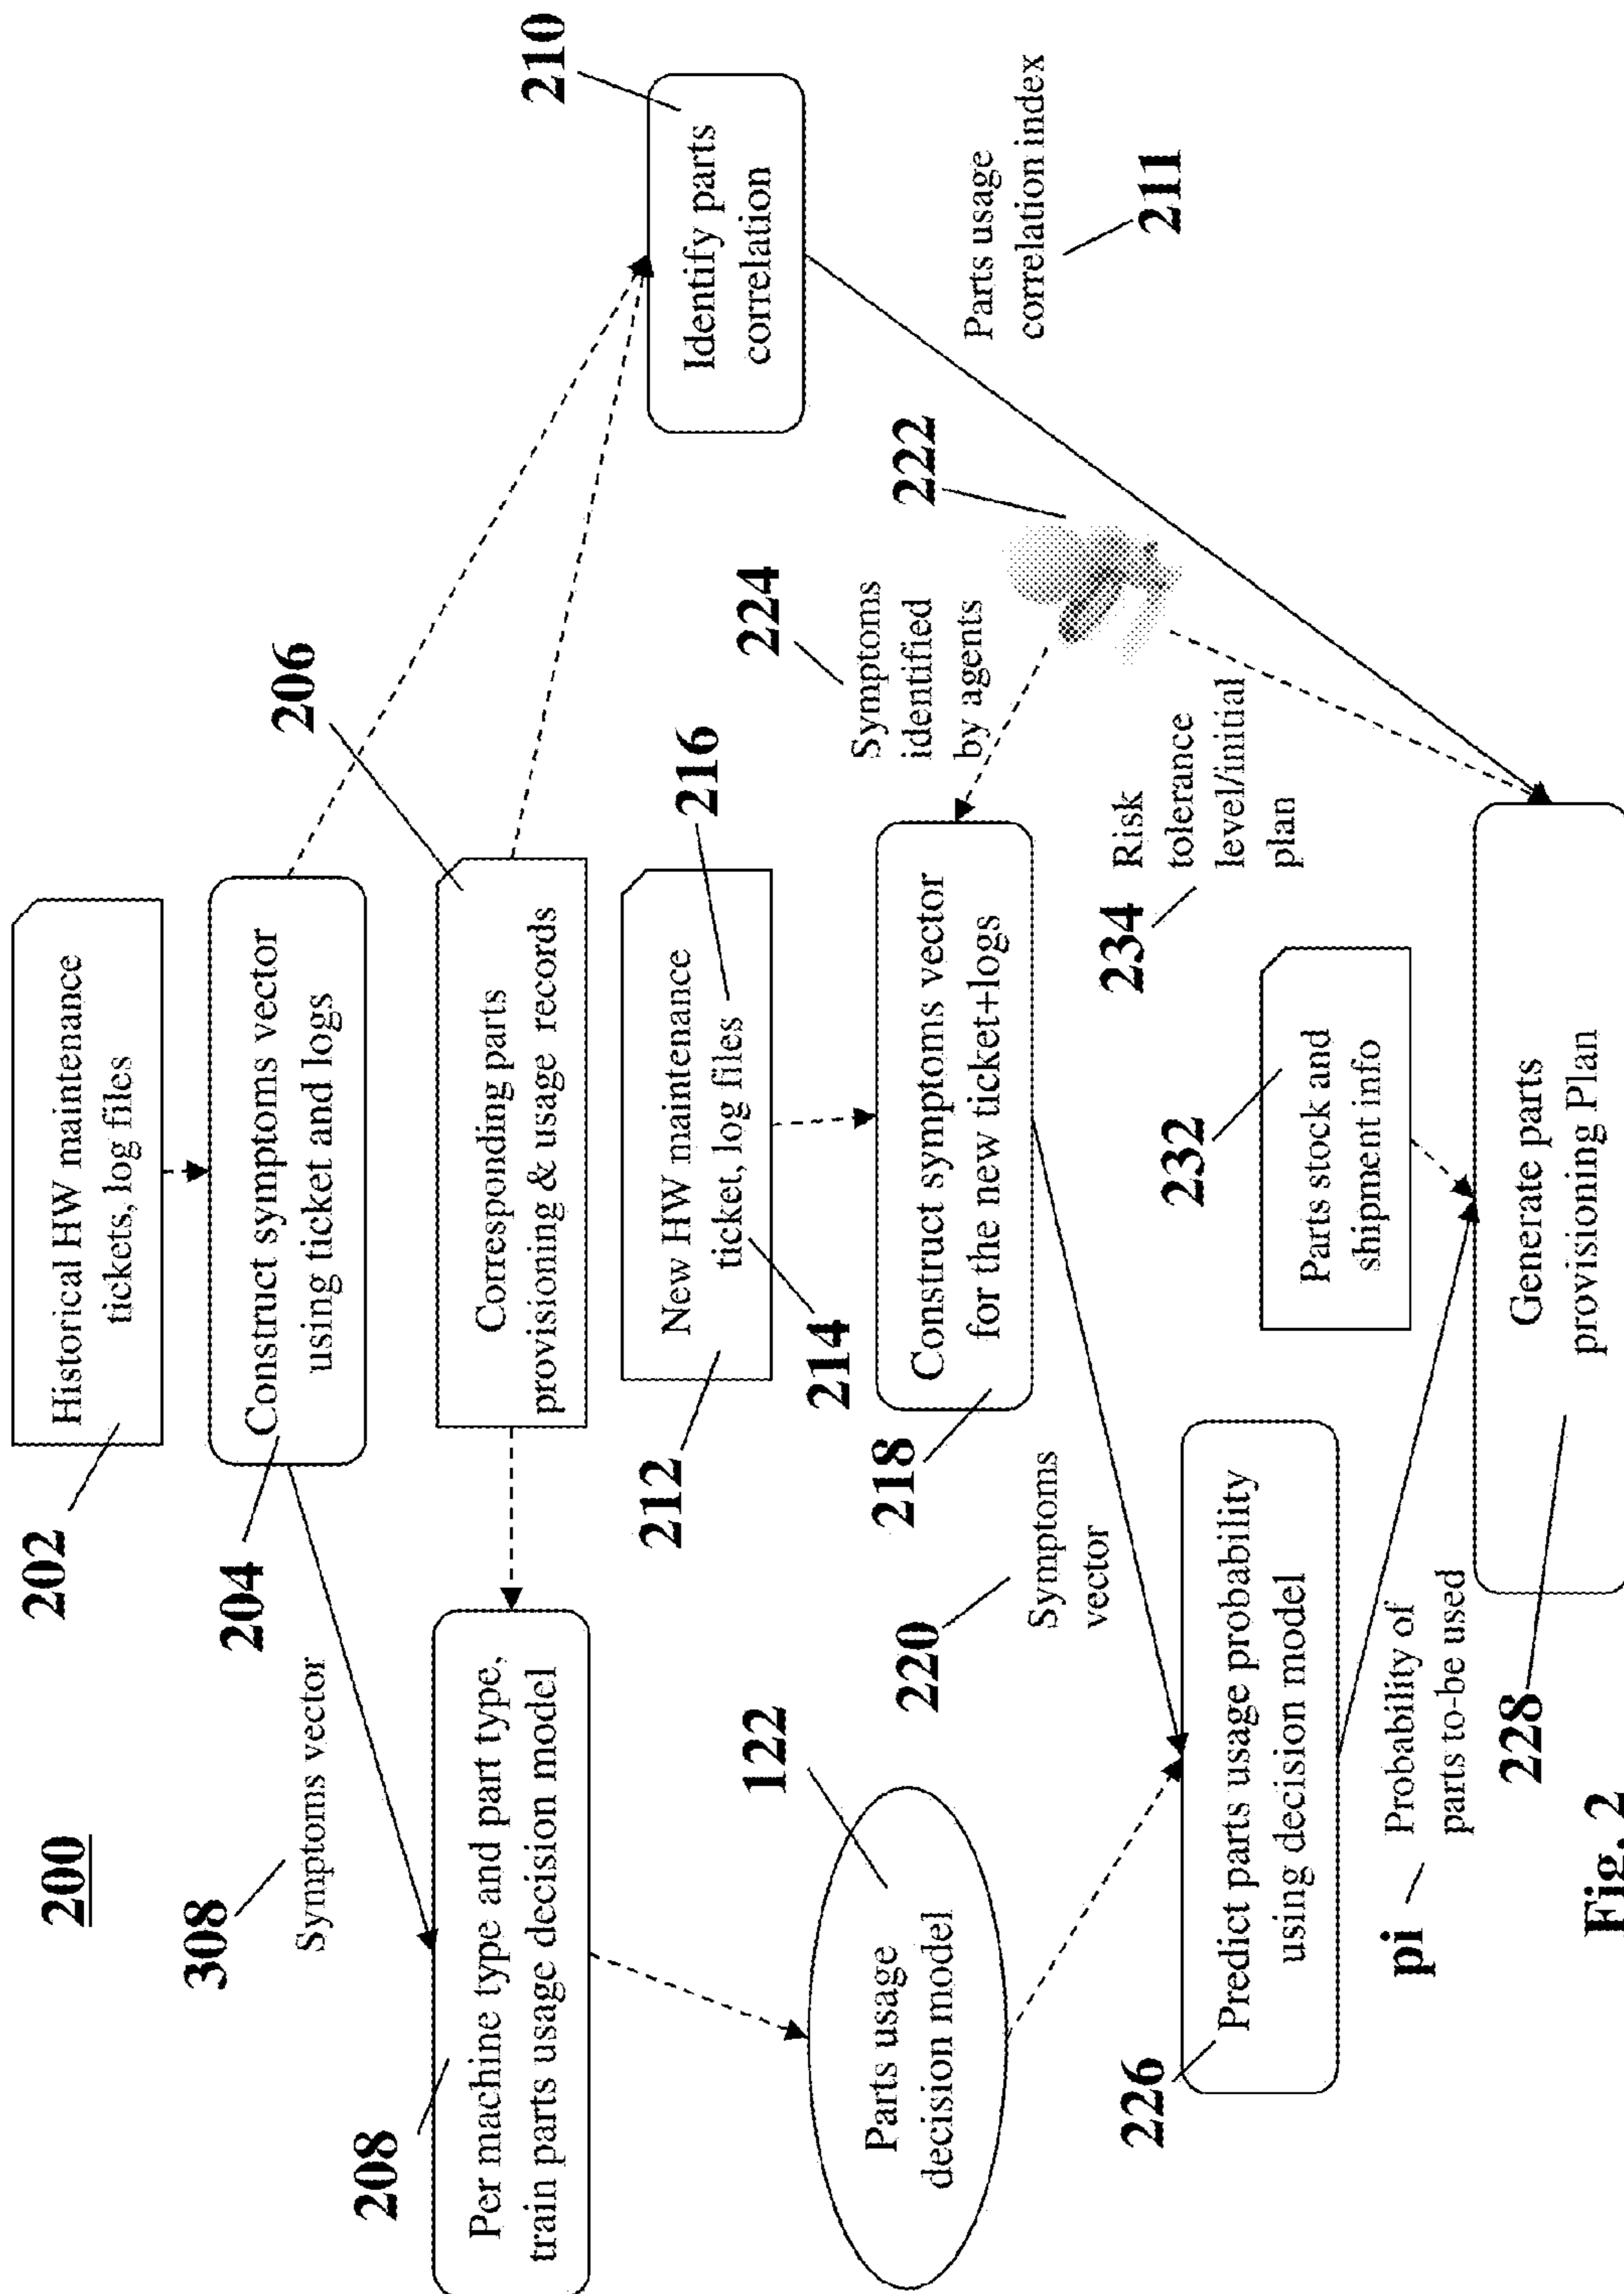 200
202
Historical HW maintenance
tickets, log files
204
Construct symptoms vector
using ticket and logs
308
Symptoms vector
206
Corresponding parts
provisioning & usage records
208
Per machine type and part type,
train parts usage decision model
210
Identify parts
correlation
Parts usage
correlation index
211
212
New HW maintenance
ticket, log files
214
216
218
Construct symptoms vector
for the new ticket+logs
222
224
Symptoms
identified
by agents
122
Parts usage
decision model
220
Symptoms
vector
234
Risk
tolerance
level/initial
plan
232
Parts stock and
shipment info
226
Predict parts usage probability
using decision model
pi
Probability of
parts to-be used
228
Generate parts
provisioning Plan
Fig. 2